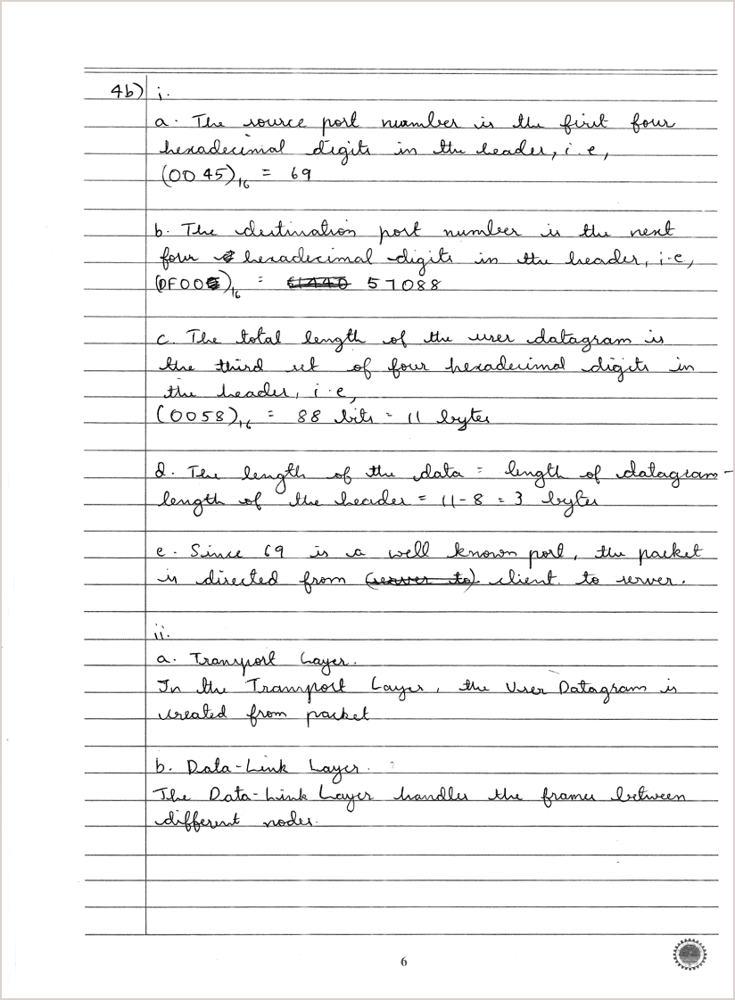 4b) i.
a. The source port number is the first four
hexadecimal digits in the header, i.e,
(0045)₁₆ = 69
b. The destination port number is the next
four hexadecimal digits in the header, i.e,
(DF00)₁₆ = 57088
c. The total length of the user datagram is
the third set of four hexadecimal digits in
the header, i.e,
(0058)₁₆ = 88 bits = 11 bytes
d. The length of the data = length of datagram -
length of the header = 11-8 = 3 bytes
e. Since 69 is a well known port, the packet
is directed from (server to) client to server.
ii.
a. Transport Layer.
In the Transport Layer, the User Datagram is
created from packet
b. Data-Link Layer.
The Data-Link Layer handles the frames between
different nodes.
6